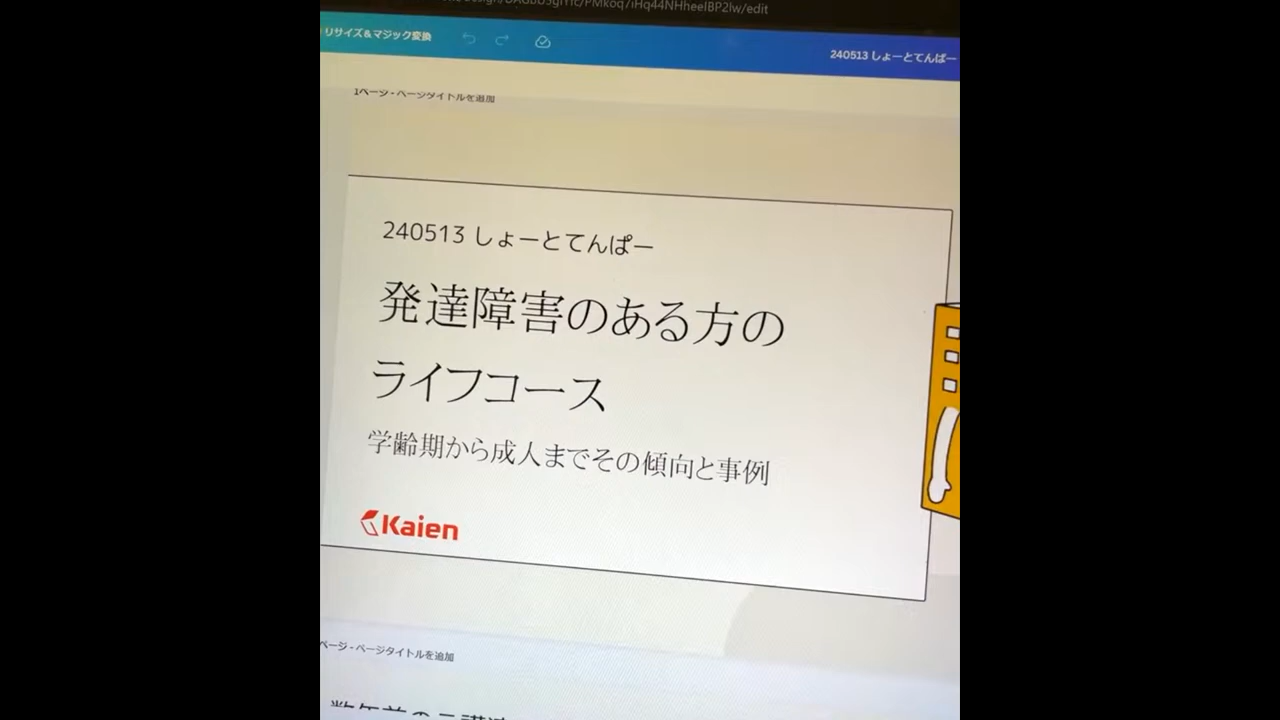 リサイズ＆マジック変換
240513 しょーとてんぱー
1ページ - ページタイトルを追加
240513 しょーとてんぱー
発達障害のある方の
ライフコース
学齢期から成人までその傾向と事例
Kaien
ページ - ページタイトルを追加